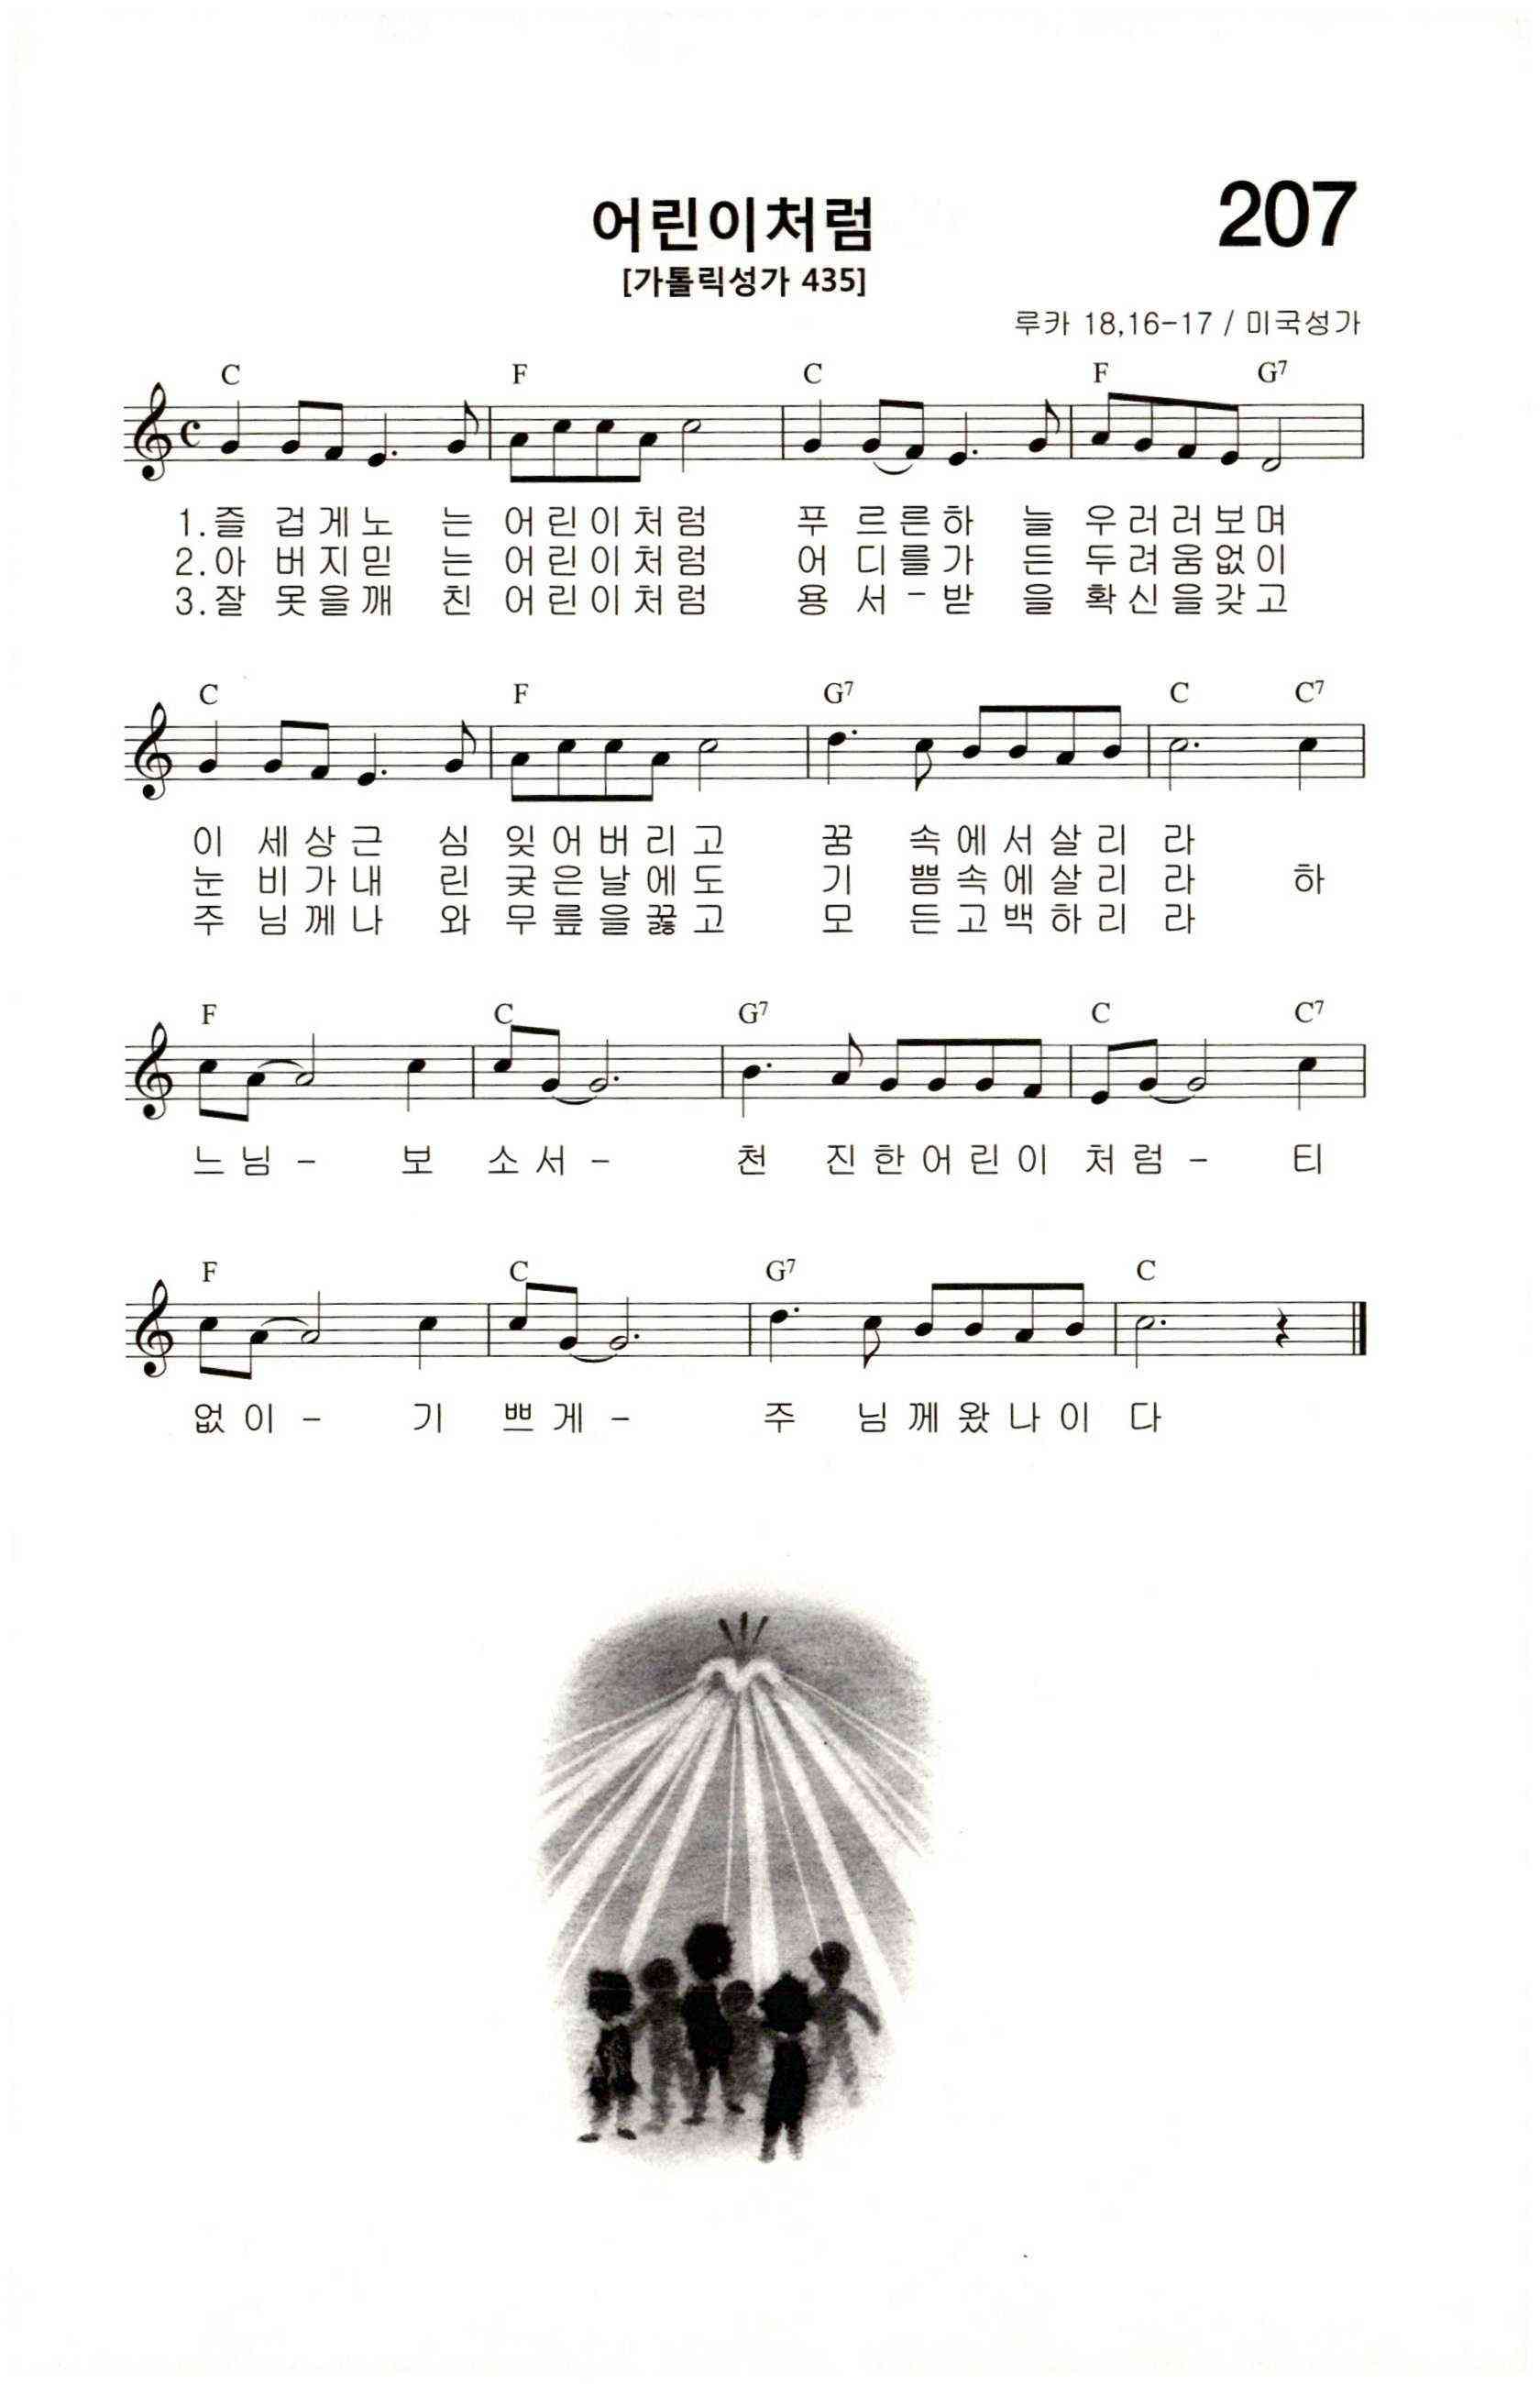 어린이처럼
207
[가톨릭성가 435]
루카 18,16-17 / 미국성가
C F C F G7
1.즐 겁게노 는 어린이처럼 푸 르른하 늘 우러러보며
2.아 버지믿 는 어린이처럼 어 디를가 든 두려움없이
3.잘 못을깨 친 어린이처럼 용 서-받 을 확신을갖고
C F G7 C C7
이 세상근 심 잊어버리고 꿈 속에서살리 라
눈 비가내 린 궂은날에도 기 쁨속에살리 라 하
주 님께나 와 무릎을꿇고 모 든고백하리 라
F C G7 C C7
느님- 보 소서- 천 진한어린이 처럼- 티
F C G7 C
없이- 기 쁘게- 주 님께왔나이 다